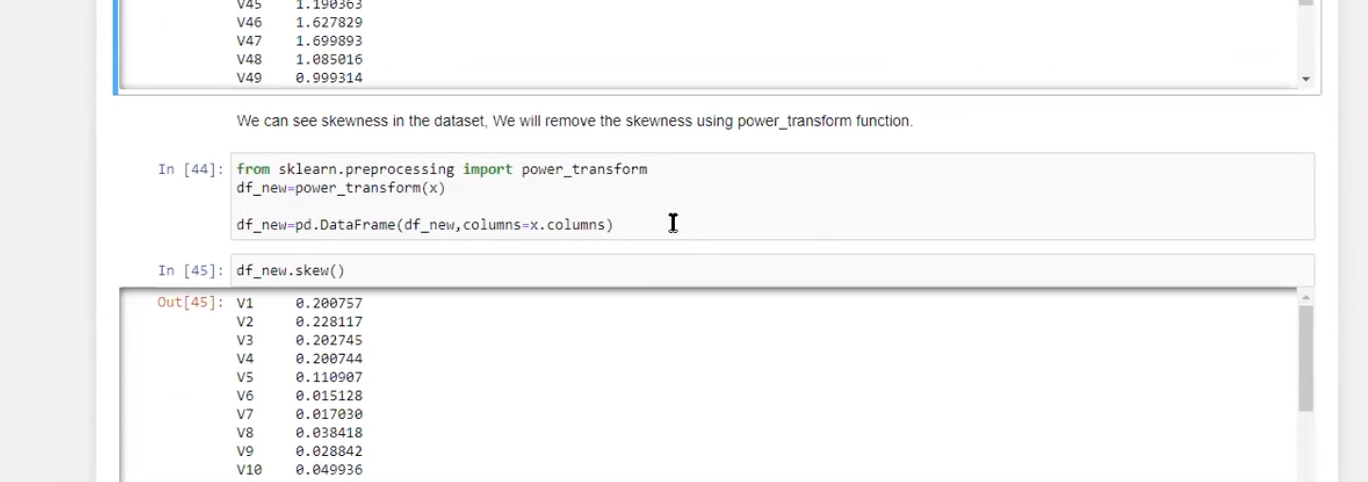 V45 1.190363
V46 1.627829
V47 1.699893
V48 1.085016
V49 0.999314
We can see skewness in the dataset, We will remove the skewness using power_transform function.
In [44]: from sklearn.preprocessing import power_transform
df_new=power_transform(x)
df_new=pd.DataFrame(df_new,columns=x.columns)
In [45]: df_new.skew()
Out[45]: V1 0.200757
V2 0.228117
V3 0.202745
V4 0.200744
V5 0.110907
V6 0.015128
V7 0.017030
V8 0.038418
V9 0.028842
V10 0.049936